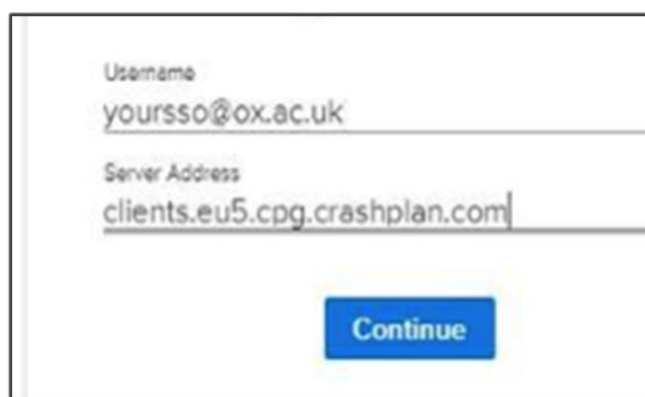 Username
yoursso@ox.ac.uk
Server Address
clients.eu5.cpg.crashplan.com
Continue